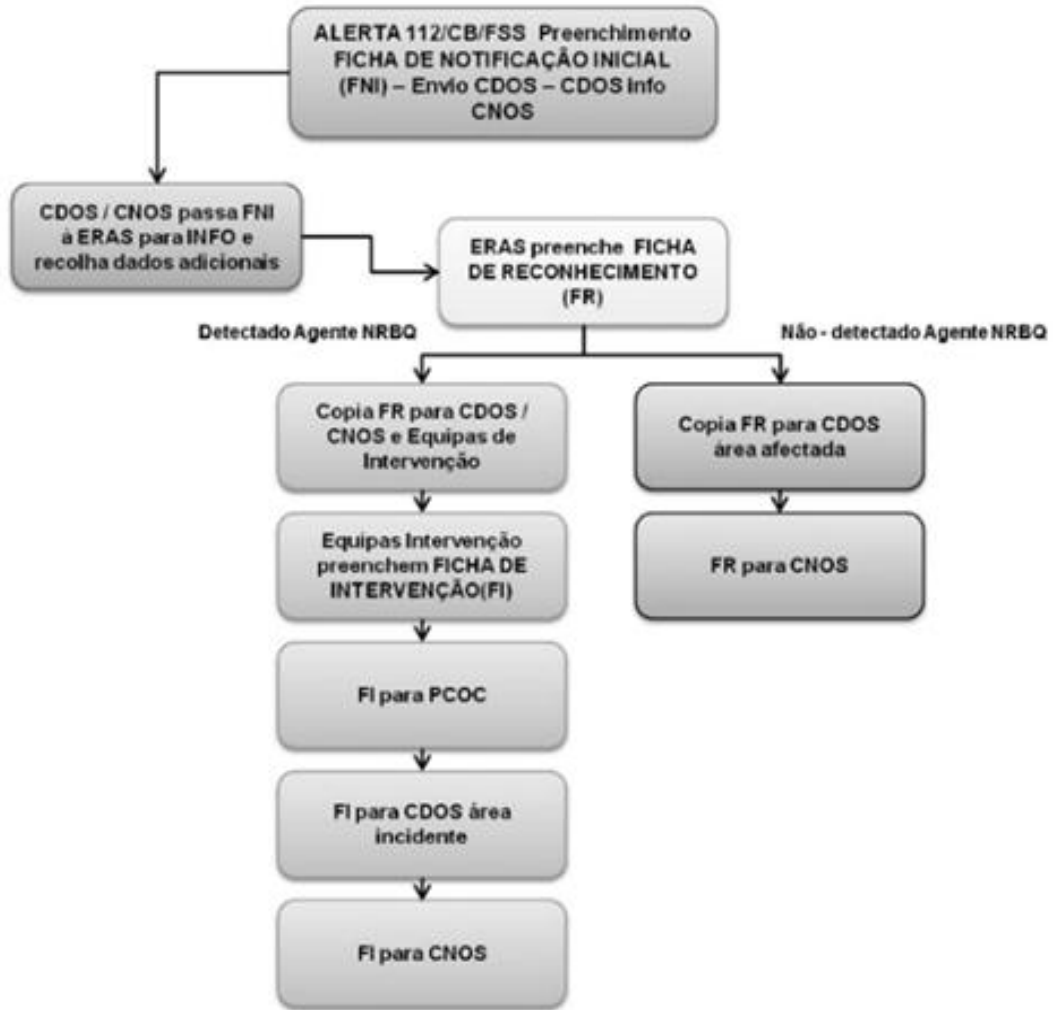 ALERTA 112/CB/FSS Preenchimento
FICHA DE NOTIFICAÇÃO INICIAL
(FNI) – Envio CDOS – CDOS info
CNOS
CDOS / CNOS passa FNI
à ERAS para INFO e
recolha dados adicionais
ERAS preenche FICHA
DE RECONHECIMENTO
(FR)
Detectado Agente NRBQ
Não - detectado Agente NRBQ
Copia FR para CDOS /
CNOS e Equipas de
Intervenção
Copia FR para CDOS
área afectada
Equipas Intervenção
preenchem FICHA DE
INTERVENÇÃO(FI)
FR para CNOS
FI para PCOC
FI para CDOS área
incidente
FI para CNOS